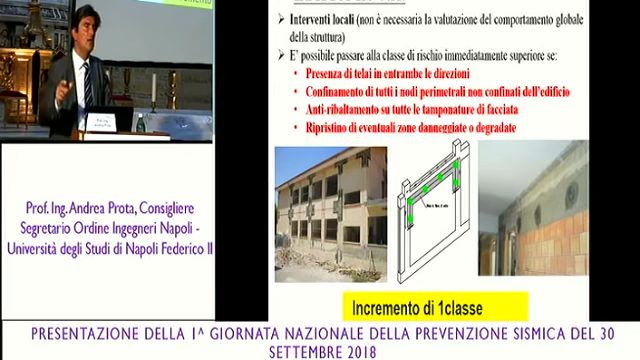 Interventi locali (non è necessaria la valutazione del comportamento globale
della struttura)
E' possibile passare alla classe di rischio immediatamente superiore se:
• Presenza di telai in entrambe le direzioni
• Confinamento di tutti i nodi perimetrali non confinati dell'edificio
• Anti-ribaltamento su tutte le tamponature di facciata
• Ripristino di eventuali zone danneggiate o degradate
Incremento di 1classe
Prof. Ing. Andrea Prota, Consigliere
Segretario Ordine Ingegneri Napoli -
Università degli Studi di Napoli Federico II
PRESENTAZIONE DELLA 1^ GIORNATA NAZIONALE DELLA PREVENZIONE SISMICA DEL 30
SETTEMBRE 2018